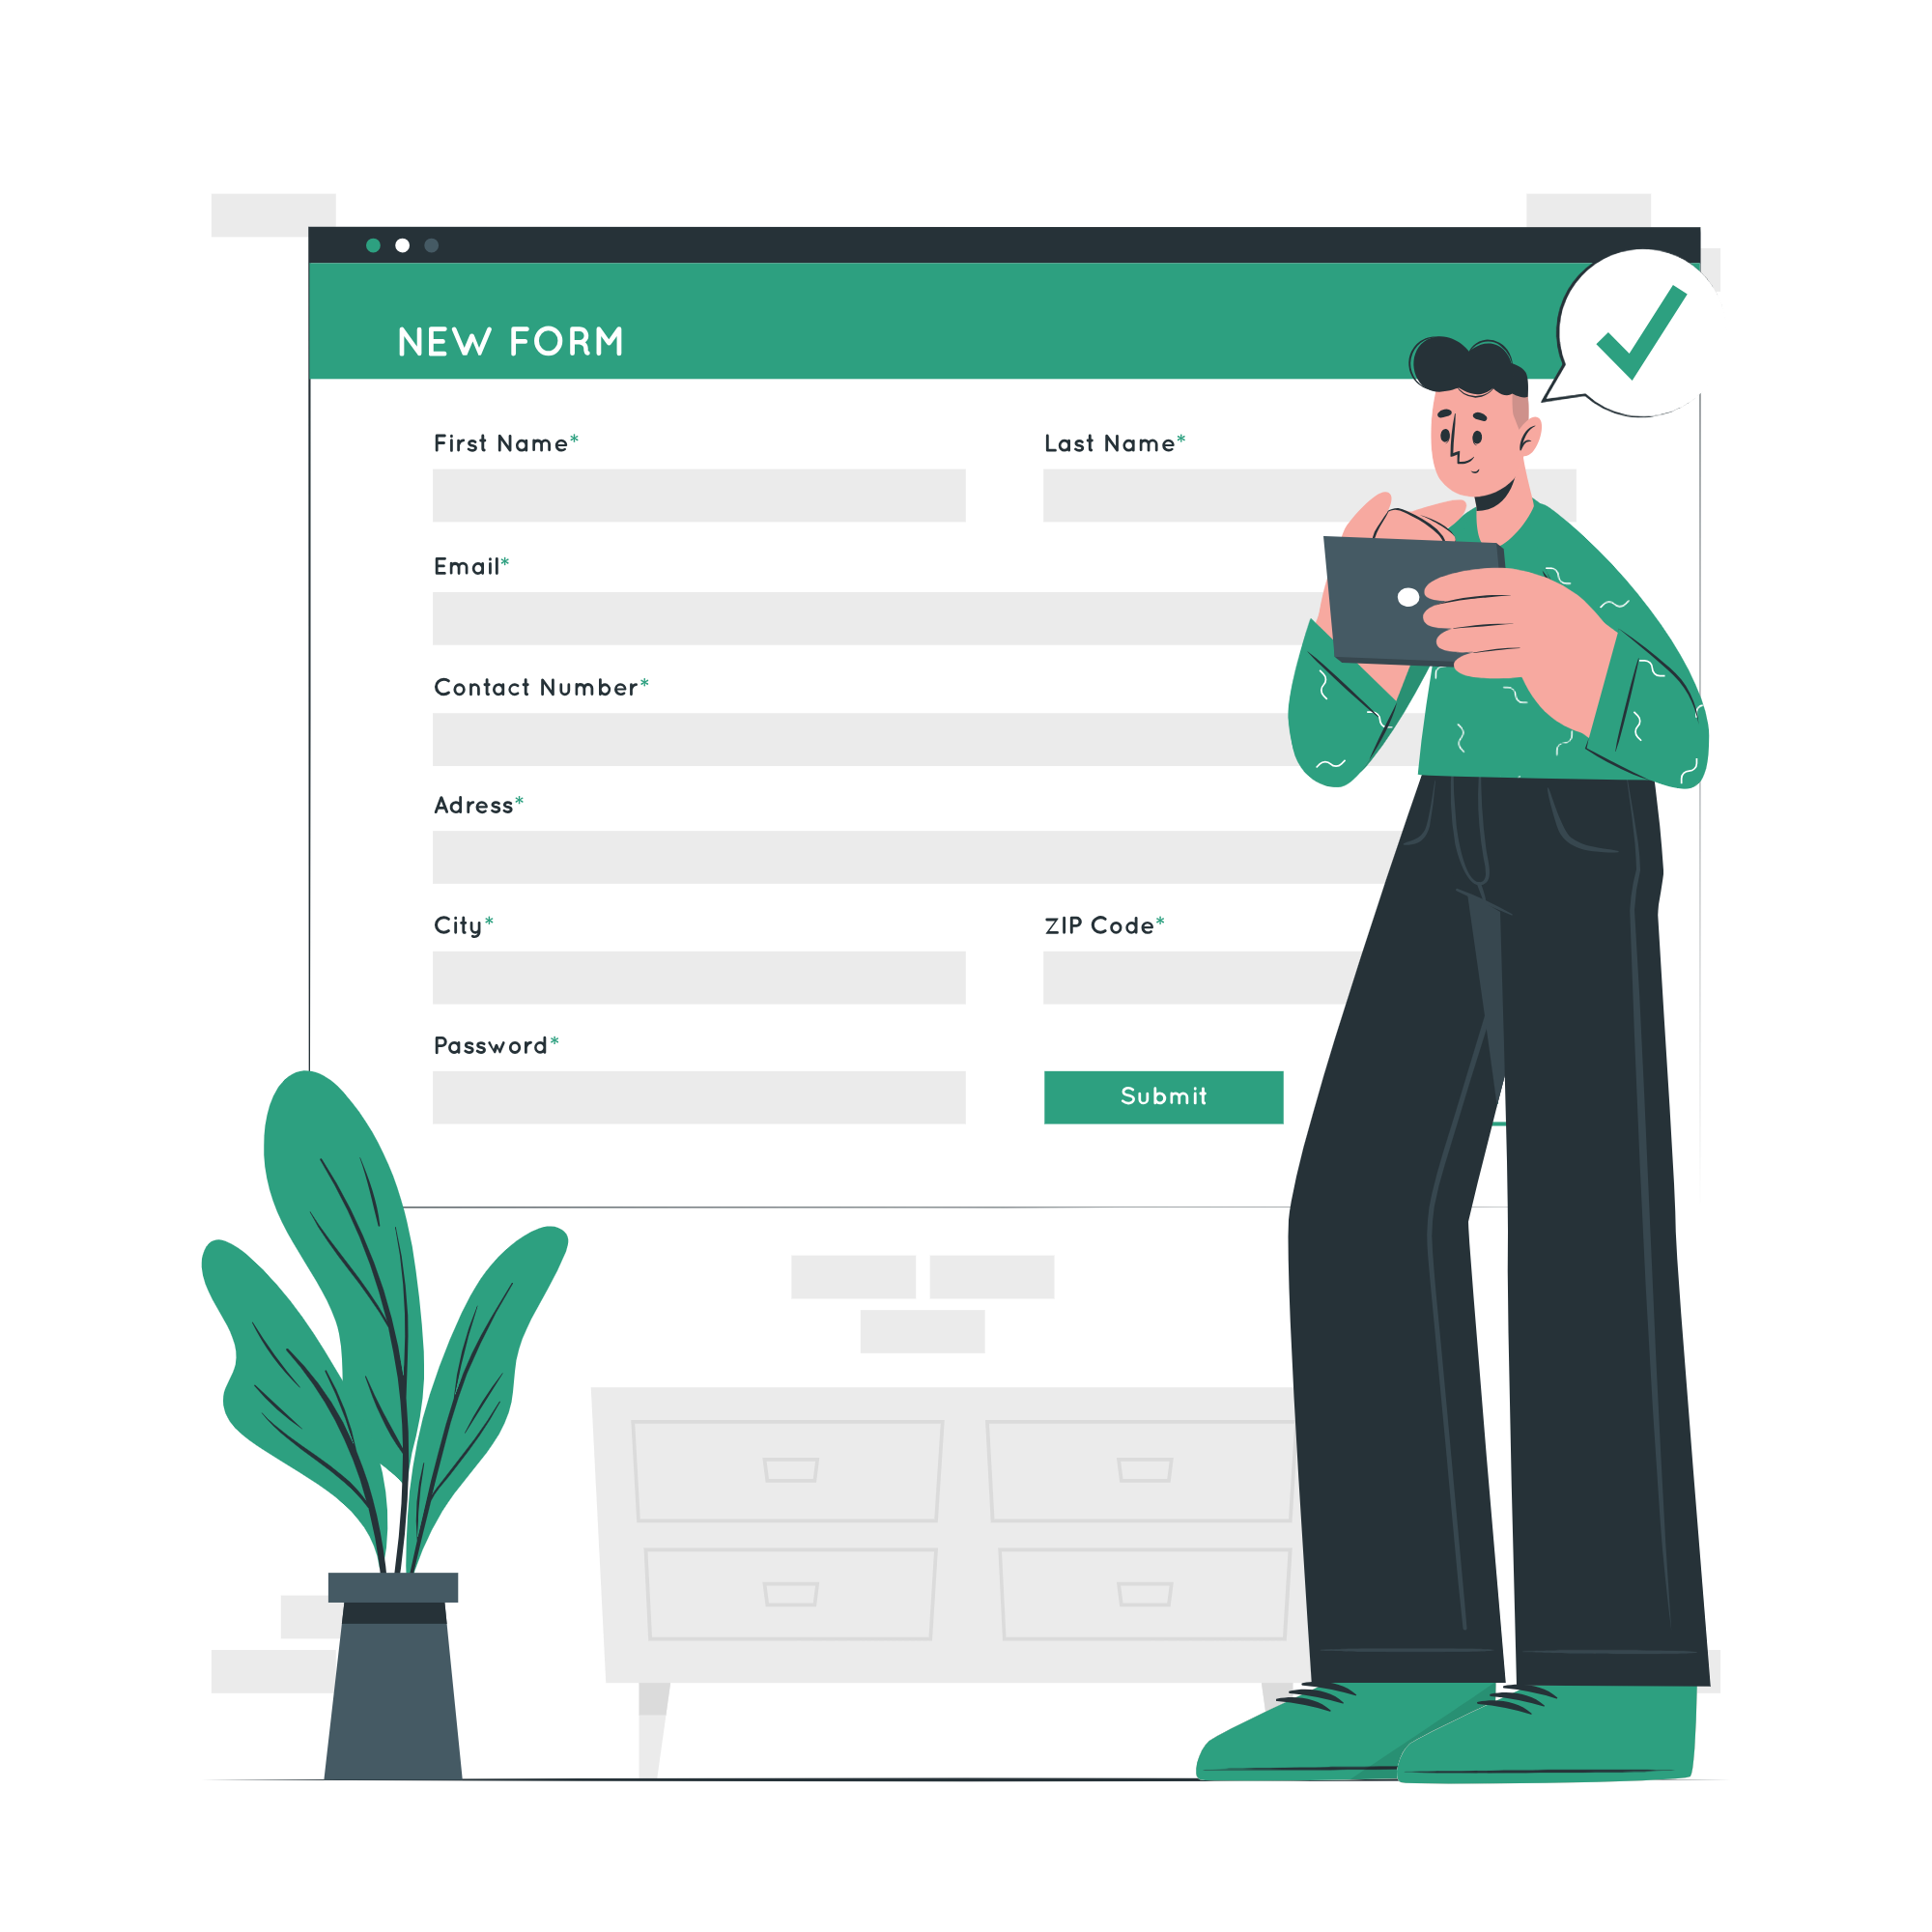 NEW FORM
First Name* Last Name*
Email*
Contact Number*
Adress*
City* ZIP Code*
Password*
Submit